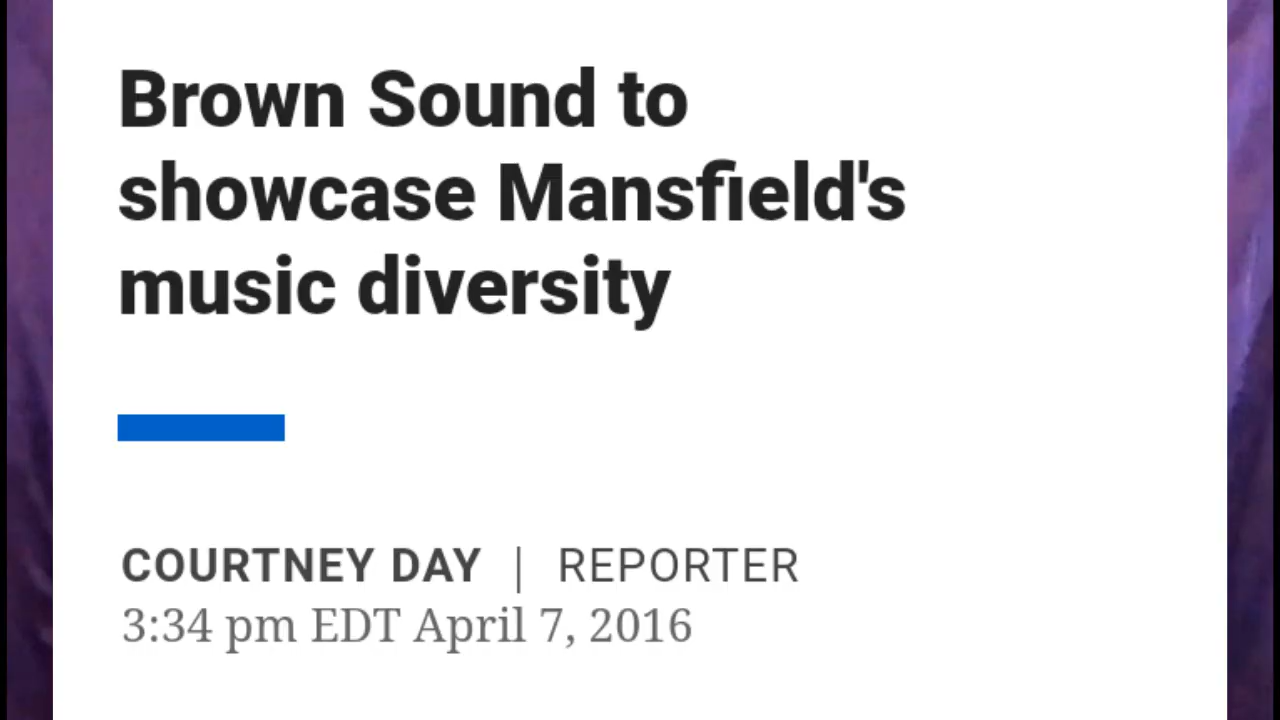 Brown Sound to
showcase Mansfield's
music diversity
COURTNEY DAY | REPORTER
3:34 pm EDT April 7, 2016